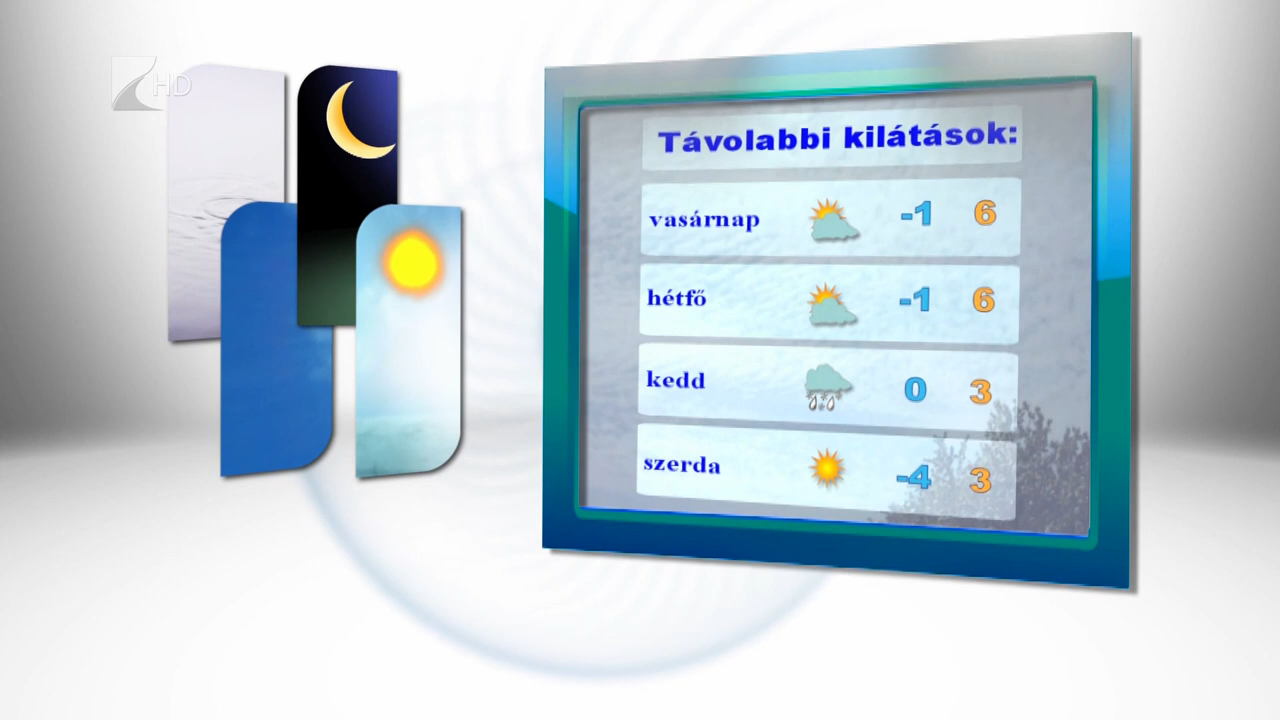 HD
Távolabbi kilátások:
vasárnap -1 6
hétfő -1 6
kedd 0 3
szerda -4 3